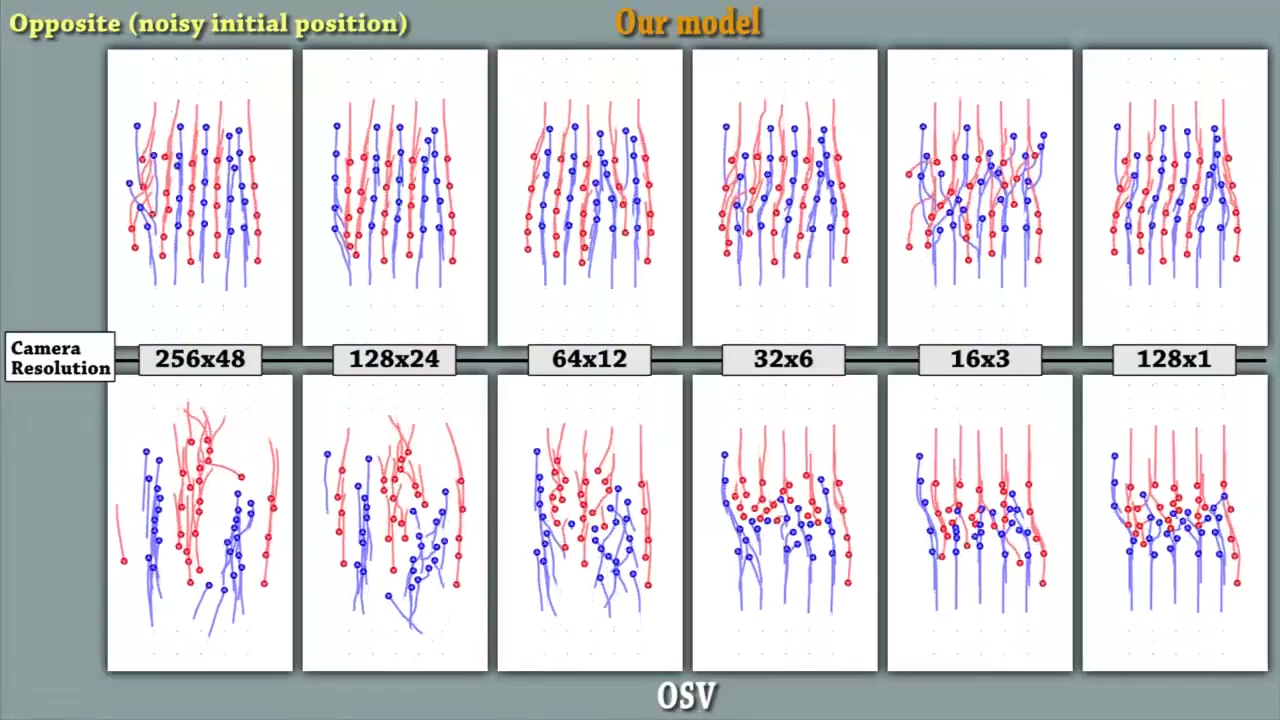 Opposite (noisy initial position)
Our model
Camera
Resolution
256x48
128x24
64x12
32x6
16x3
128x1
OSV